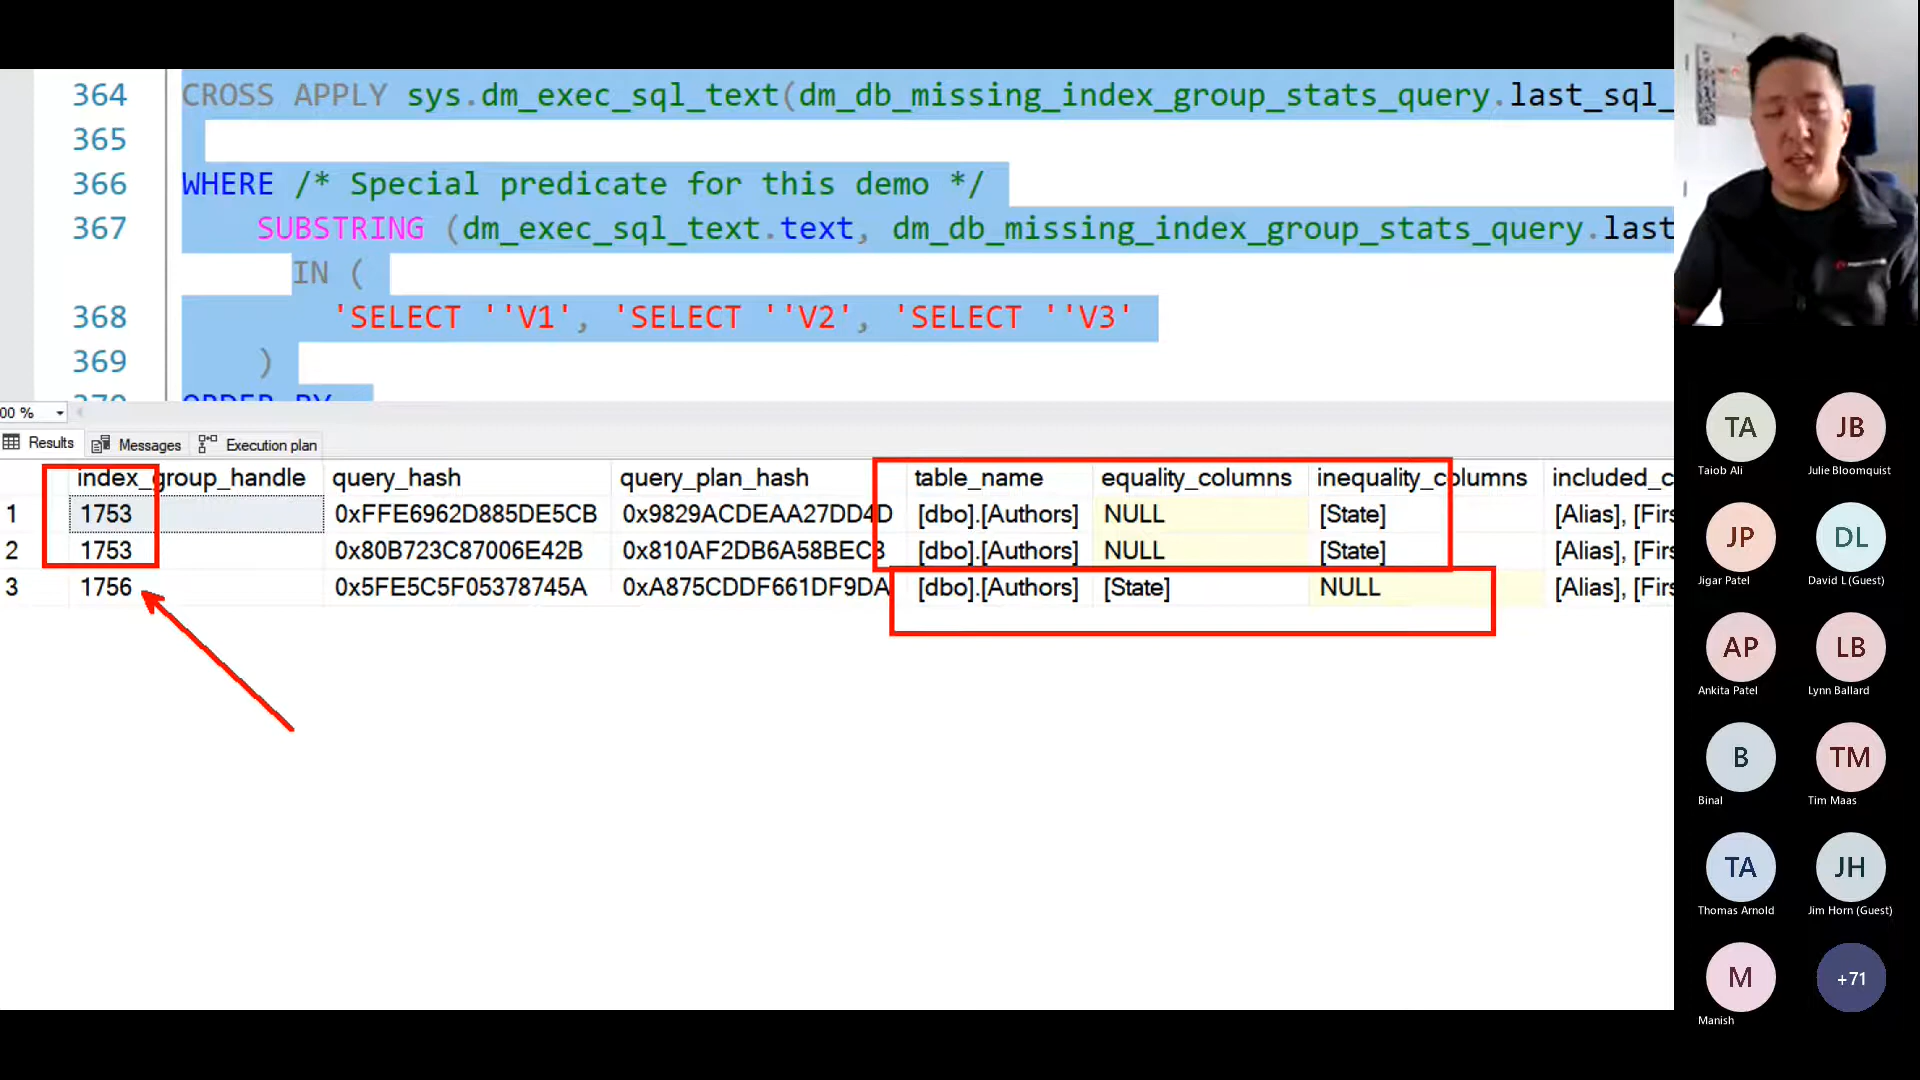 364 CROSS APPLY sys.dm_exec_sql_text(dm_db_missing_index_group_stats_query.last_sql_
365
366 WHERE /* Special predicate for this demo */
367 SUBSTRING (dm_exec_sql_text.text, dm_db_missing_index_group_stats_query.last
IN (
368 'SELECT ''V1', 'SELECT ''V2', 'SELECT ''V3'
369 )
370 ORDER BY
00 %
Results Messages Execution plan
index_group_handle query_hash query_plan_hash table_name equality_columns inequality_columns included_c
1 1753 0xFFE6962D885DE5CB 0x9829ACDEAA27DD4D [dbo].[Authors] NULL [State] [Alias], [Firs
2 1753 0x80B723C87006E42B 0x810AF2DB6A58BEC3 [dbo].[Authors] NULL [State] [Alias], [Firs
3 1756 0x5FE5C5F05378745A 0xA875CDDF661DF9DA [dbo].[Authors] [State] NULL [Alias], [Firs
TA JB
Taiob Ali Julie Bloomquist
JP DL
Jigar Patel David L (Guest)
AP LB
Ankita Patel Lynn Ballard
B TM
Binal Tim Maas
TA JH
Thomas Arnold Jim Horn (Guest)
M +71
Manish